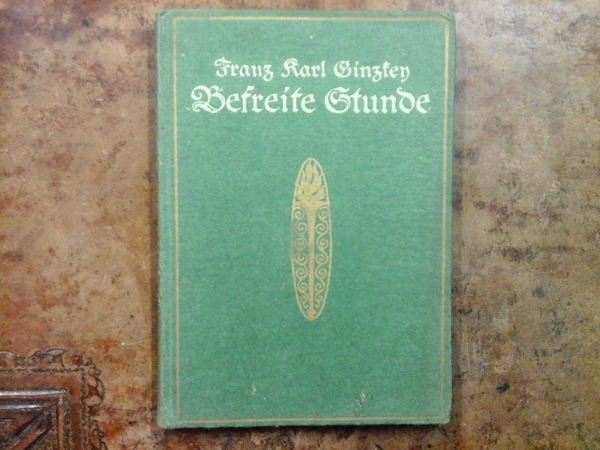 Franz Karl Ginzkey
Befreite Stunde